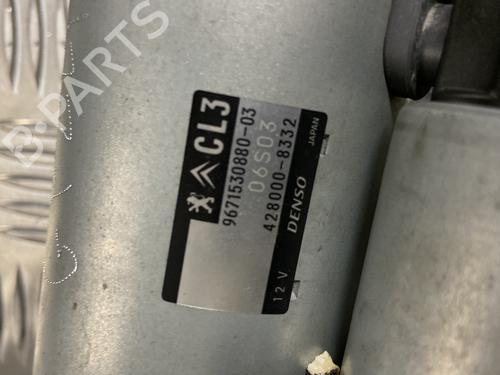 CL3
9671530880-03
06S03
428000-8332
DENSO JAPAN
12 V
B-PARTS